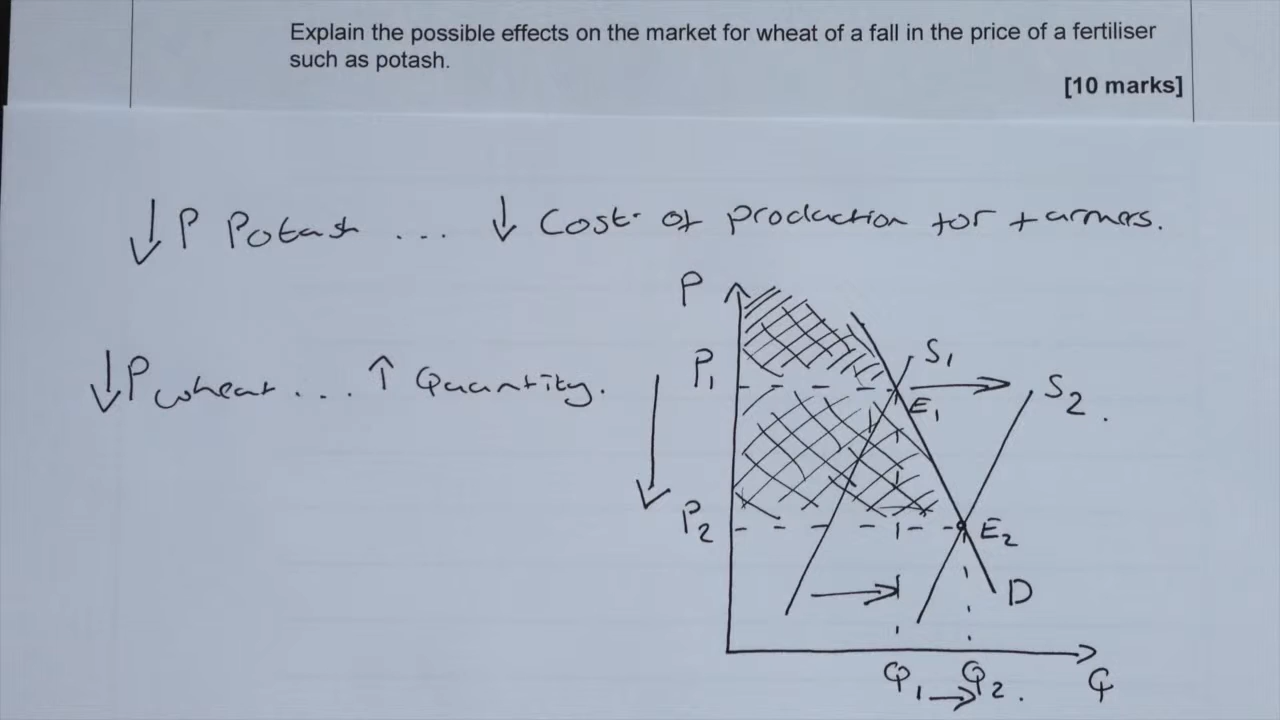 Explain the possible effects on the market for wheat of a fall in the price of a fertiliser
such as potash.
[10 marks]
↓ P Potash ... ↓ Cost of production for farmers.
P
↓ P wheat ... ↑ Quantity.
P1
S1
S2.
E1
P2
E2
D
Q1 → Q2.
Q